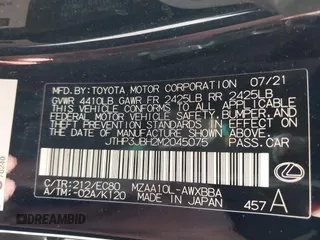 MFD.BY:TOYOTA MOTOR CORPORATION 07/21
GVWR 4410LB GAWR FR 2425LB RR 2425LB
THIS VEHICLE CONFORMS TO ALL APPLICABLE
FEDERAL MOTOR VEHICLE SAFETY, BUMPER, AND
THEFT PREVENTION STANDARDS IN EFFECT ON THE
DATE OF MANUFACTURE SHOWN ABOVE.
JTHP3JBH2M2045075 PASS.CAR
C/TR:212/EC80 MZAA10L-AWXBBA
A/TM:-02A/K120 MADE IN JAPAN 457 A
DREAMBID